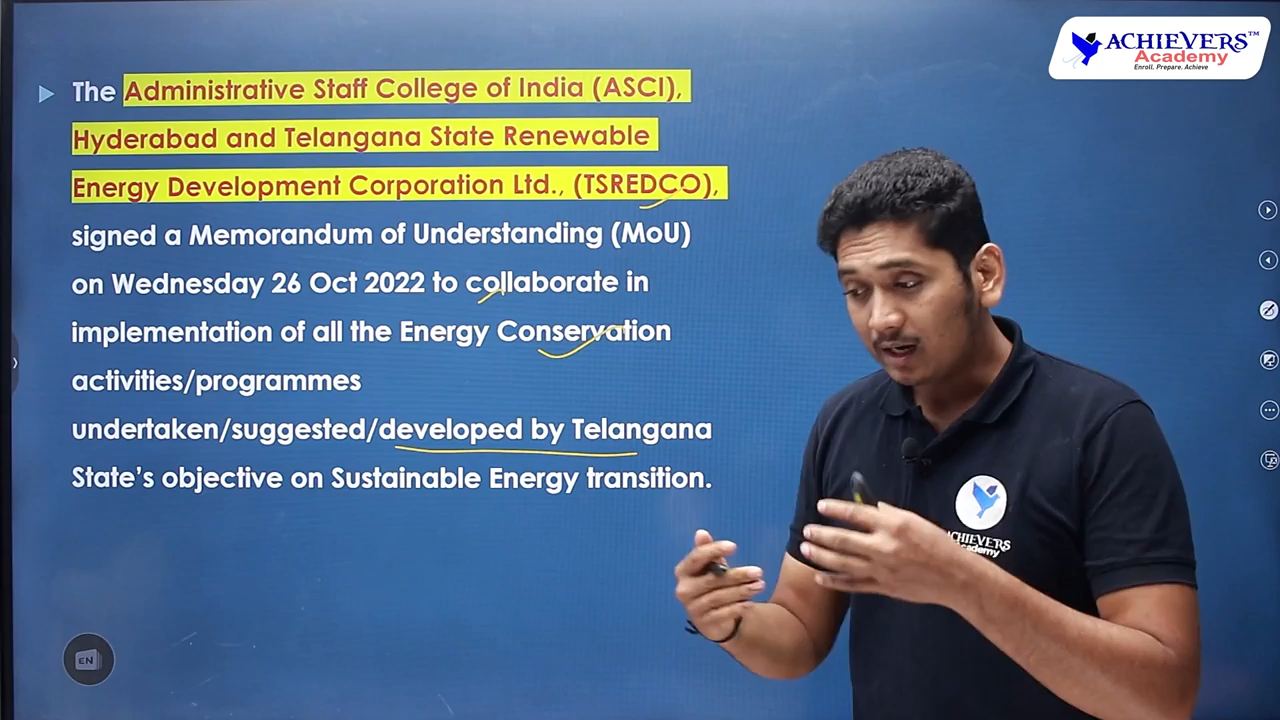 ACHIEVERS™
Academy
Enroll. Prepare. Achieve
The Administrative Staff College of India (ASCI),
Hyderabad and Telangana State Renewable
Energy Development Corporation Ltd., (TSREDCO),
signed a Memorandum of Understanding (MoU)
on Wednesday 26 Oct 2022 to collaborate in
implementation of all the Energy Conservation
activities/programmes
undertaken/suggested/developed by Telangana
State's objective on Sustainable Energy transition.
EN
ACHIEVERS
Academy